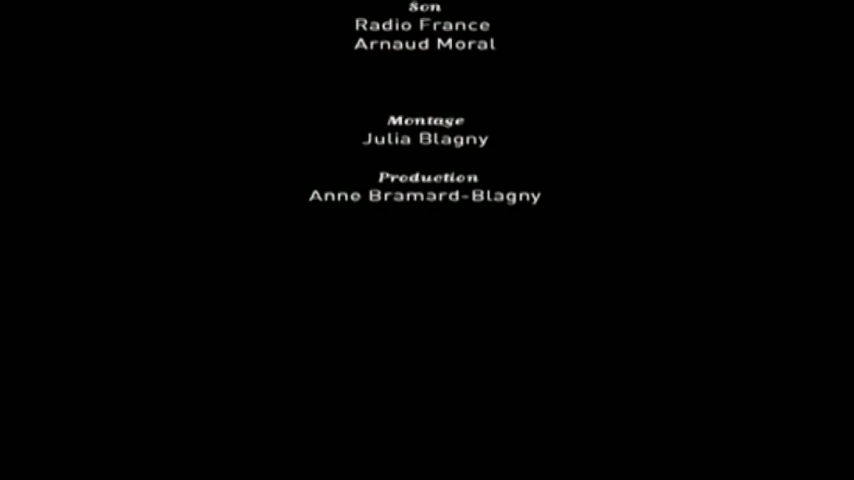 Son
Radio France
Arnaud Moral
Montage
Julia Blagny
Production
Anne Bramard-Blagny